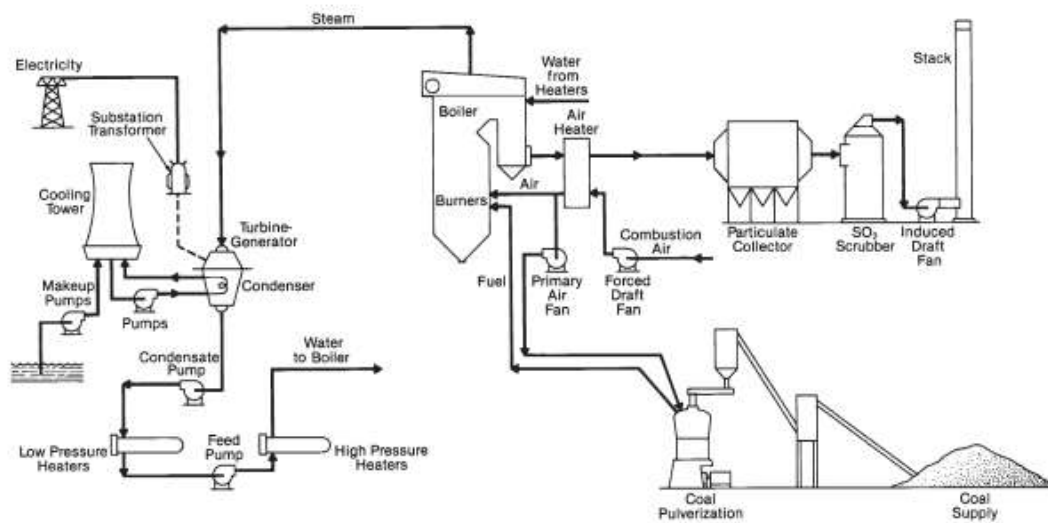 Steam
Electricity
Substation
Transformer
Cooling
Tower
Turbine-
Generator
Condenser
Makeup
Pumps
Pumps
Condensate
Pump
Water
to Boiler
Low Pressure
Heaters
Feed
Pump
High Pressure
Heaters
Boiler
Water
from
Heaters
Air
Heater
Air
Burners
Fuel
Primary
Air
Fan
Combustion
Air
Forced
Draft
Fan
Particulate
Collector
SO₃
Scrubber
Induced
Draft
Fan
Stack
Coal
Pulverization
Coal
Supply